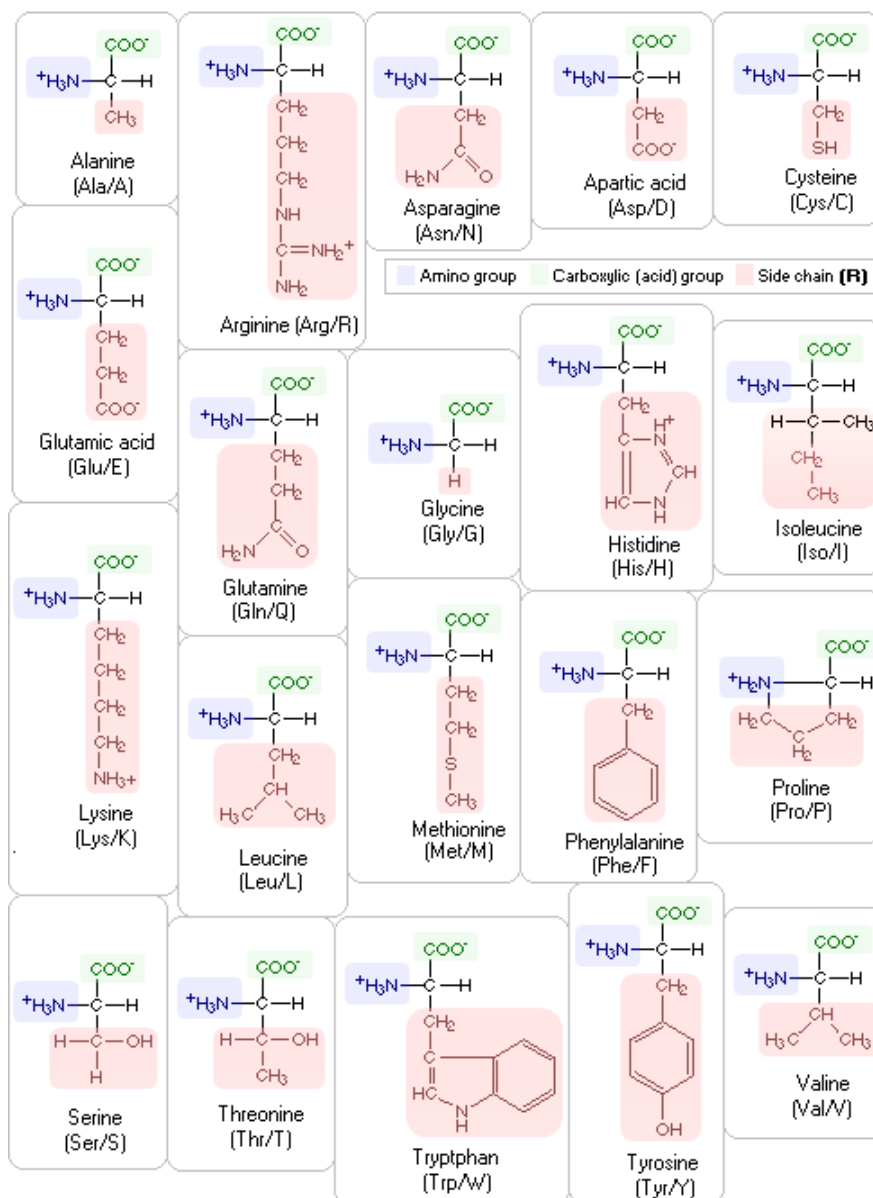 COO⁻
⁺H₃N
C
H
CH₃
Alanine
(Ala/A)
COO⁻
⁺H₃N
C
H
CH₂
CH₂
CH₂
NH
C
NH₂⁺
NH₂
Arginine (Arg/R)
COO⁻
⁺H₃N
C
H
CH₂
C
H₂N
O
Asparagine
(Asn/N)
COO⁻
⁺H₃N
C
H
CH₂
COO⁻
Apartic acid
(Asp/D)
COO⁻
⁺H₃N
C
H
CH₂
SH
Cysteine
(Cys/C)
Amino group
Carboxylic (acid) group
Side chain (R)
COO⁻
⁺H₃N
C
H
CH₂
CH₂
COO⁻
Glutamic acid
(Glu/E)
COO⁻
⁺H₃N
C
H
CH₂
CH₂
C
H₂N
O
Glutamine
(Gln/Q)
COO⁻
⁺H₃N
C
H
H
Glycine
(Gly/G)
COO⁻
⁺H₃N
C
H
CH₂
C
NH⁺
CH
HC
N
H
Histidine
(His/H)
COO⁻
⁺H₃N
C
H
H
C
CH₃
CH₂
CH₃
Isoleucine
(Iso/I)
COO⁻
⁺H₃N
C
H
CH₂
CH₂
CH₂
CH₂
NH₃+
Lysine
(Lys/K)
COO⁻
⁺H₃N
C
H
CH₂
CH
H₃C
CH₃
Leucine
(Leu/L)
COO⁻
⁺H₃N
C
H
CH₂
CH₂
S
CH₃
Methionine
(Met/M)
COO⁻
⁺H₃N
C
H
CH₂
Phenylalanine
(Phe/F)
COO⁻
⁺H₂N
C
H
H₂C
C
H₂
CH₂
Proline
(Pro/P)
COO⁻
⁺H₃N
C
H
H
C
OH
H
Serine
(Ser/S)
COO⁻
⁺H₃N
C
H
H
C
OH
CH₃
Threonine
(Thr/T)
COO⁻
⁺H₃N
C
H
CH₂
C
HC
N
H
Tryptphan
(Trp/W)
COO⁻
⁺H₃N
C
H
CH₂
OH
Tyrosine
(Tyr/Y)
COO⁻
⁺H₃N
C
H
CH
CH₃
CH₃
Valine
(Val/V)